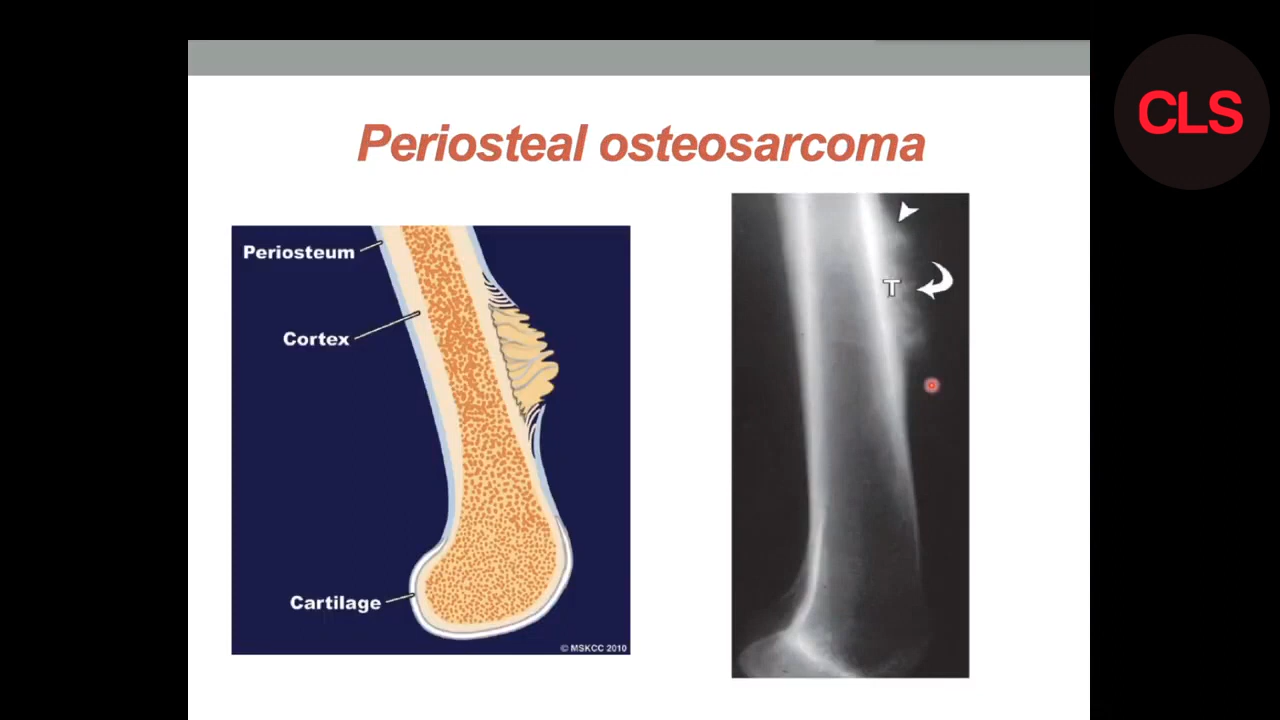 CLS
Periosteal osteosarcoma
Periosteum
Cortex
Cartilage
© MSKCC 2010
T